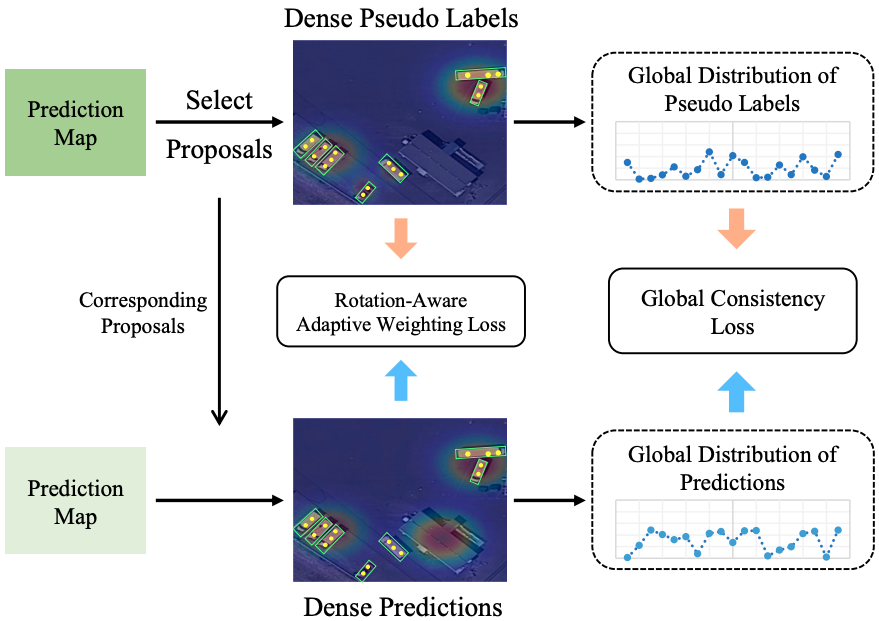 Dense Pseudo Labels
Prediction
Map
Select
Proposals
Global Distribution of
Pseudo Labels
Corresponding
Proposals
Rotation-Aware
Adaptive Weighting Loss
Global Consistency
Loss
Prediction
Map
Global Distribution of
Predictions
Dense Predictions